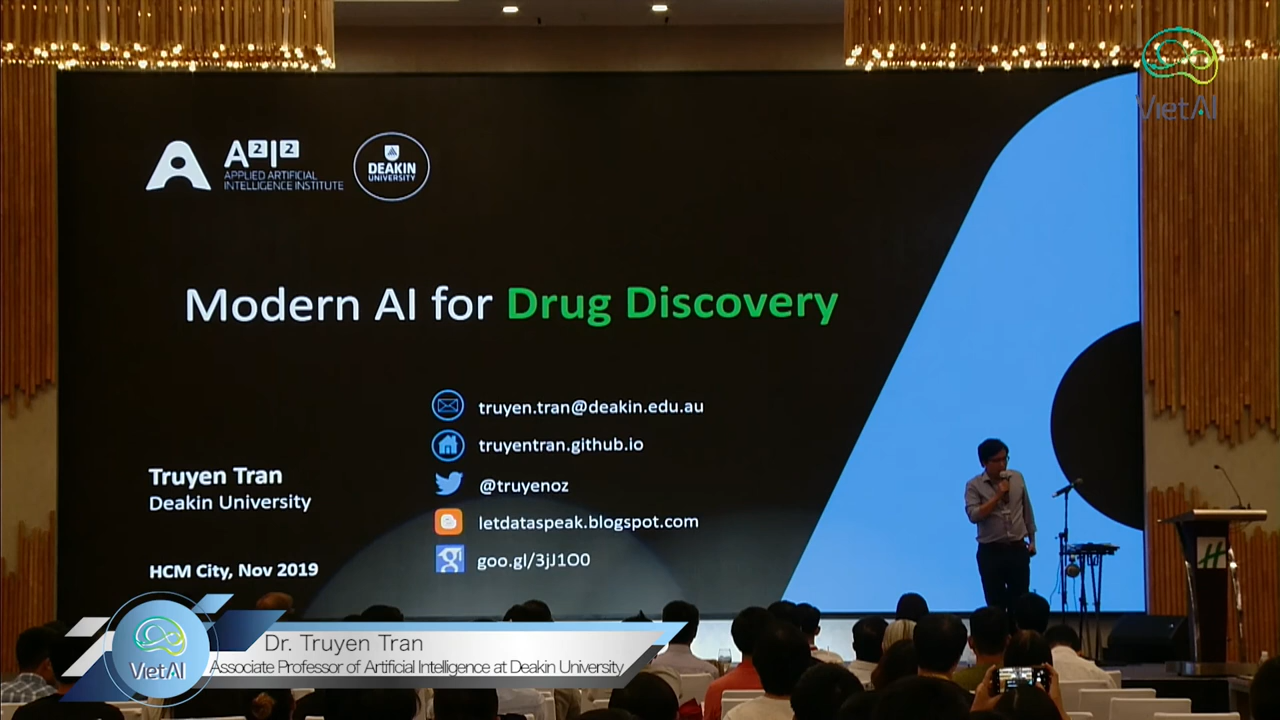 VietAI
A2I2
APPLIED ARTIFICIAL
INTELLIGENCE INSTITUTE
DEAKIN
UNIVERSITY
Modern AI for Drug Discovery
truyen.tran@deakin.edu.au
truyentran.github.io
@truyenoz
letdataspeak.blogspot.com
goo.gl/3jJ1O0
Truyen Tran
Deakin University
HCM City, Nov 2019
H
VietAI
Dr. Truyen Tran
Associate Professor of Artificial Intelligence at Deakin University